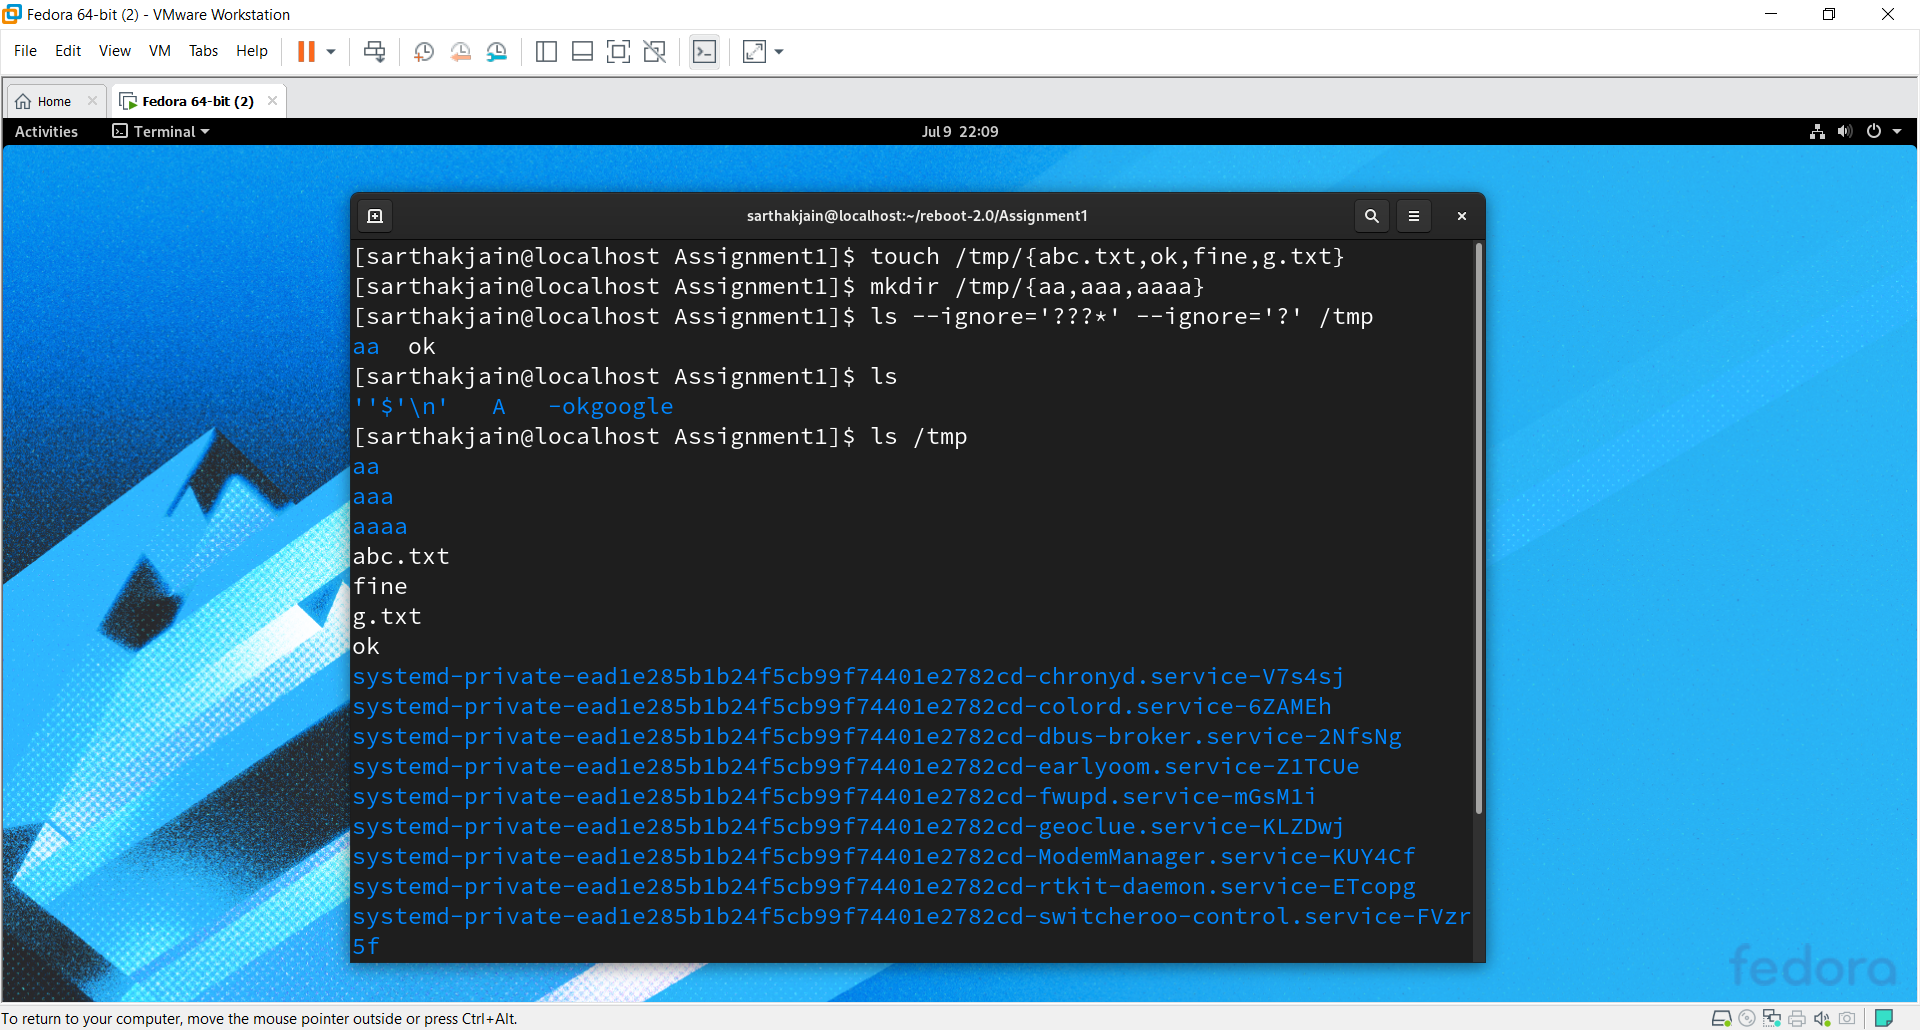 Fedora 64-bit (2) - VMware Workstation
File Edit View VM Tabs Help
Home Fedora 64-bit (2)
Activities Terminal Jul 9 22:09
sarthakjain@localhost:~/reboot-2.0/Assignment1
[sarthakjain@localhost Assignment1]$ touch /tmp/{abc.txt,ok,fine,g.txt}
[sarthakjain@localhost Assignment1]$ mkdir /tmp/{aa,aaa,aaaa}
[sarthakjain@localhost Assignment1]$ ls --ignore='???*' --ignore='?' /tmp
aa ok
[sarthakjain@localhost Assignment1]$ ls
''$'\n' A -okgoogle
[sarthakjain@localhost Assignment1]$ ls /tmp
aa
aaa
aaaa
abc.txt
fine
g.txt
ok
systemd-private-ead1e285b1b24f5cb99f74401e2782cd-chronyd.service-V7s4sj
systemd-private-ead1e285b1b24f5cb99f74401e2782cd-colord.service-6ZAMEh
systemd-private-ead1e285b1b24f5cb99f74401e2782cd-dbus-broker.service-2NfsNg
systemd-private-ead1e285b1b24f5cb99f74401e2782cd-earlyoom.service-Z1TCUe
systemd-private-ead1e285b1b24f5cb99f74401e2782cd-fwupd.service-mGsM1i
systemd-private-ead1e285b1b24f5cb99f74401e2782cd-geoclue.service-KLZDwj
systemd-private-ead1e285b1b24f5cb99f74401e2782cd-ModemManager.service-KUY4Cf
systemd-private-ead1e285b1b24f5cb99f74401e2782cd-rtkit-daemon.service-ETcopg
systemd-private-ead1e285b1b24f5cb99f74401e2782cd-switcheroo-control.service-FVzr
5f
fedora
To return to your computer, move the mouse pointer outside or press Ctrl+Alt.